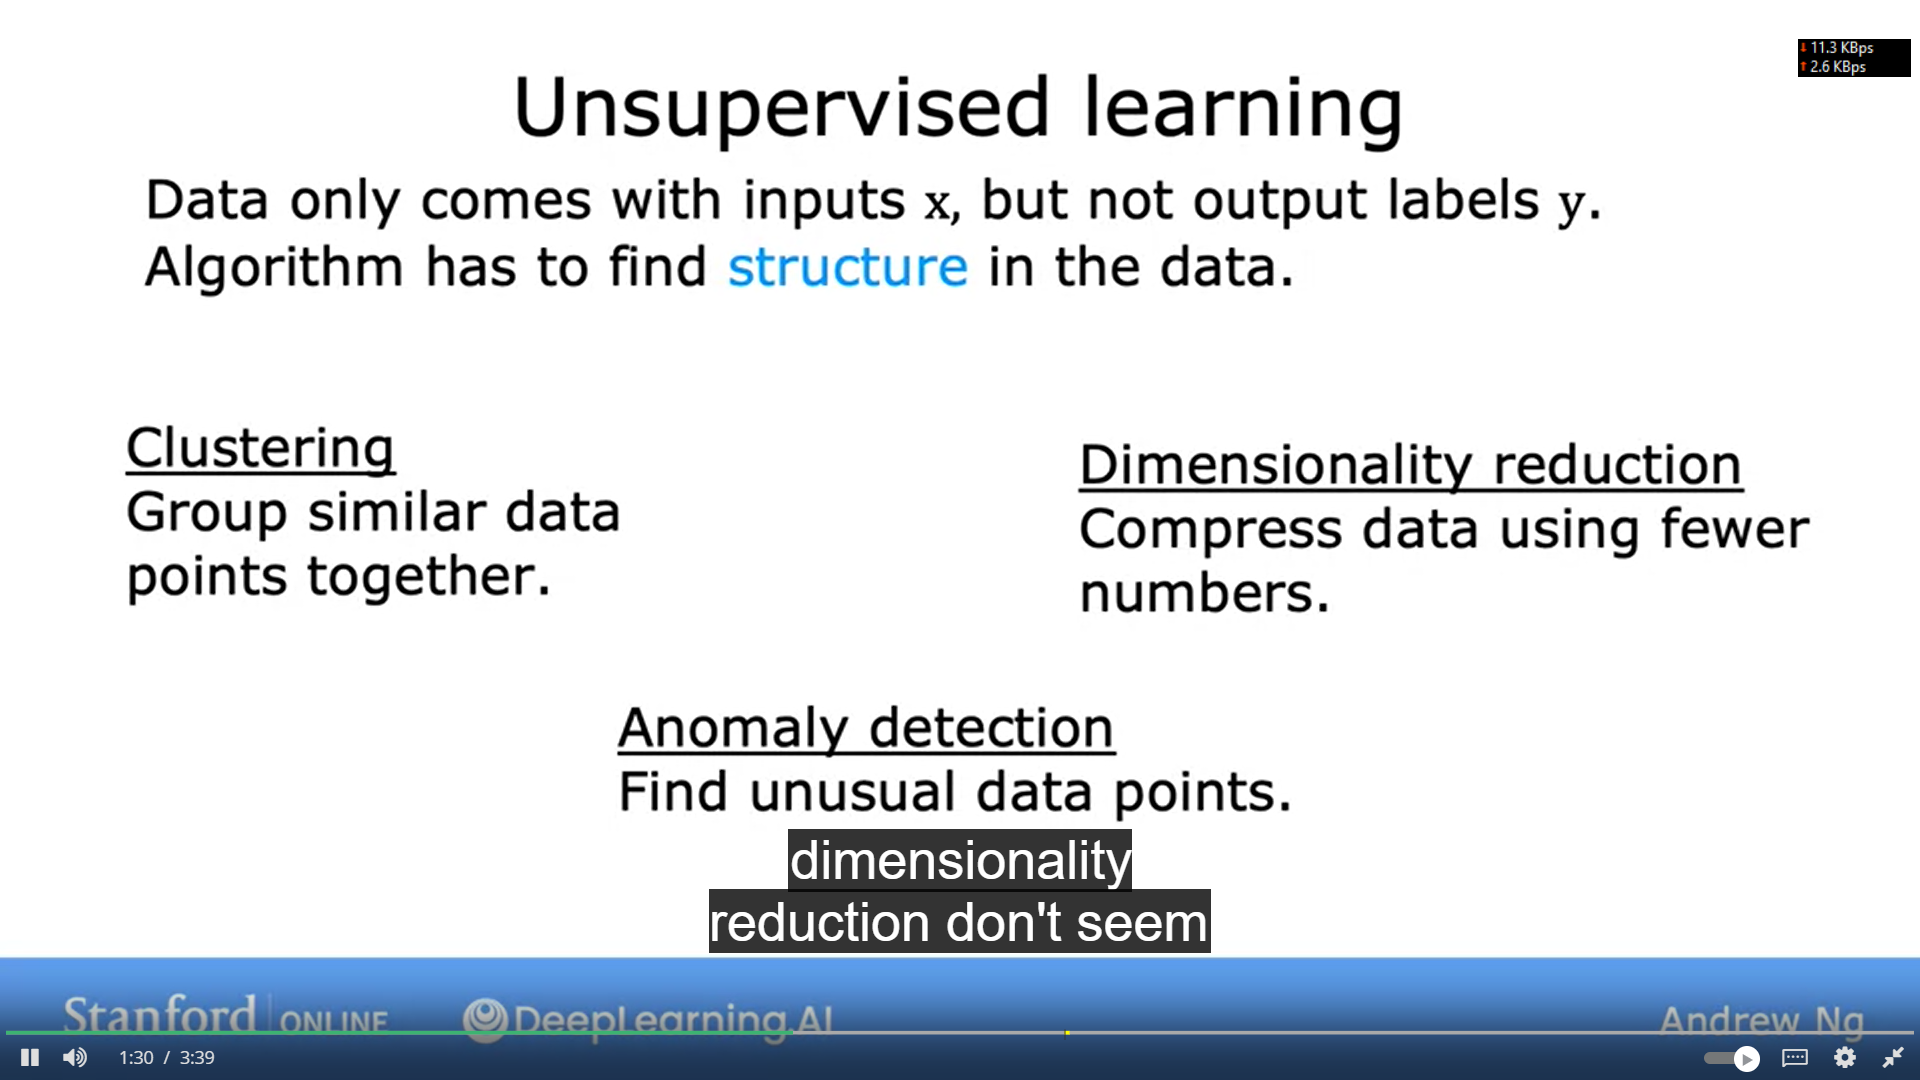 11.3 KBps
2.6 KBps
Unsupervised learning
Data only comes with inputs x, but not output labels y.
Algorithm has to find structure in the data.
Clustering
Group similar data
points together.
Dimensionality reduction
Compress data using fewer
numbers.
Anomaly detection
Find unusual data points.
dimensionality
reduction don't seem
Stanford ONLINE
DeepLearning.AI
Andrew Ng
1:30 / 3:39